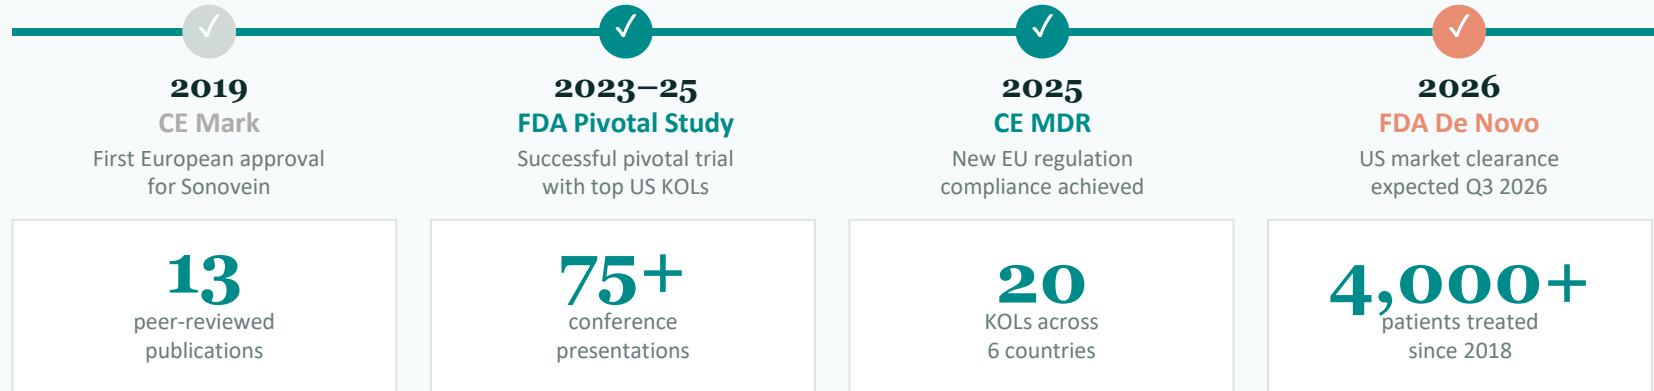 2019
CE Mark
First European approval
for Sonovein
2023–25
FDA Pivotal Study
Successful pivotal trial
with top US KOLs
2025
CE MDR
New EU regulation
compliance achieved
2026
FDA De Novo
US market clearance
expected Q3 2026
13
peer-reviewed
publications
75+
conference
presentations
20
KOLs across
6 countries
4,000+
patients treated
since 2018